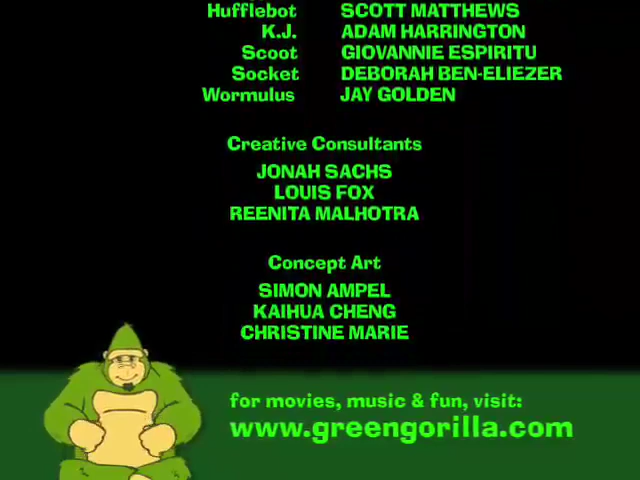 Hufflebot SCOTT MATTHEWS
K.J. ADAM HARRINGTON
Scoot GIOVANNIE ESPIRITU
Socket DEBORAH BEN-ELIEZER
Wormulus JAY GOLDEN
Creative Consultants
JONAH SACHS
LOUIS FOX
REENITA MALHOTRA
Concept Art
SIMON AMPEL
KAIHUA CHENG
CHRISTINE MARIE
for movies, music & fun, visit:
www.greengorilla.com